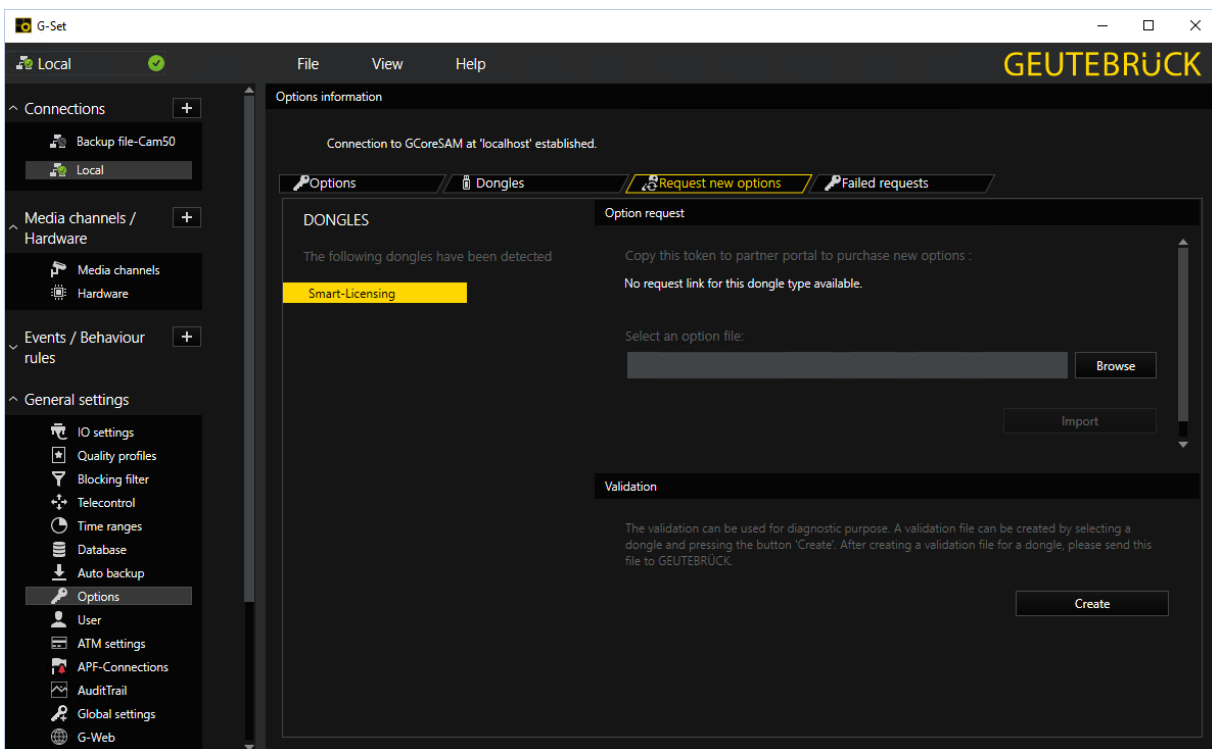 G-Set
Local
File View Help
GEUTEBRÜCK
Connections
Backup file-Cam50
Local
Media channels /
Hardware
Media channels
Hardware
Events / Behaviour
rules
General settings
IO settings
Quality profiles
Blocking filter
Telecontrol
Time ranges
Database
Auto backup
Options
User
ATM settings
APF-Connections
AuditTrail
Global settings
G-Web
Options information
Connection to GCoreSAM at 'localhost' established.
Options Dongles Request new options Failed requests
DONGLES
The following dongles have been detected
Smart-Licensing
Option request
Copy this token to partner portal to purchase new options :
No request link for this dongle type available.
Select an option file:
Browse
Import
Validation
The validation can be used for diagnostic purpose. A validation file can be created by selecting a
dongle and pressing the button 'Create'. After creating a validation file for a dongle, please send this
file to GEUTEBRÜCK.
Create